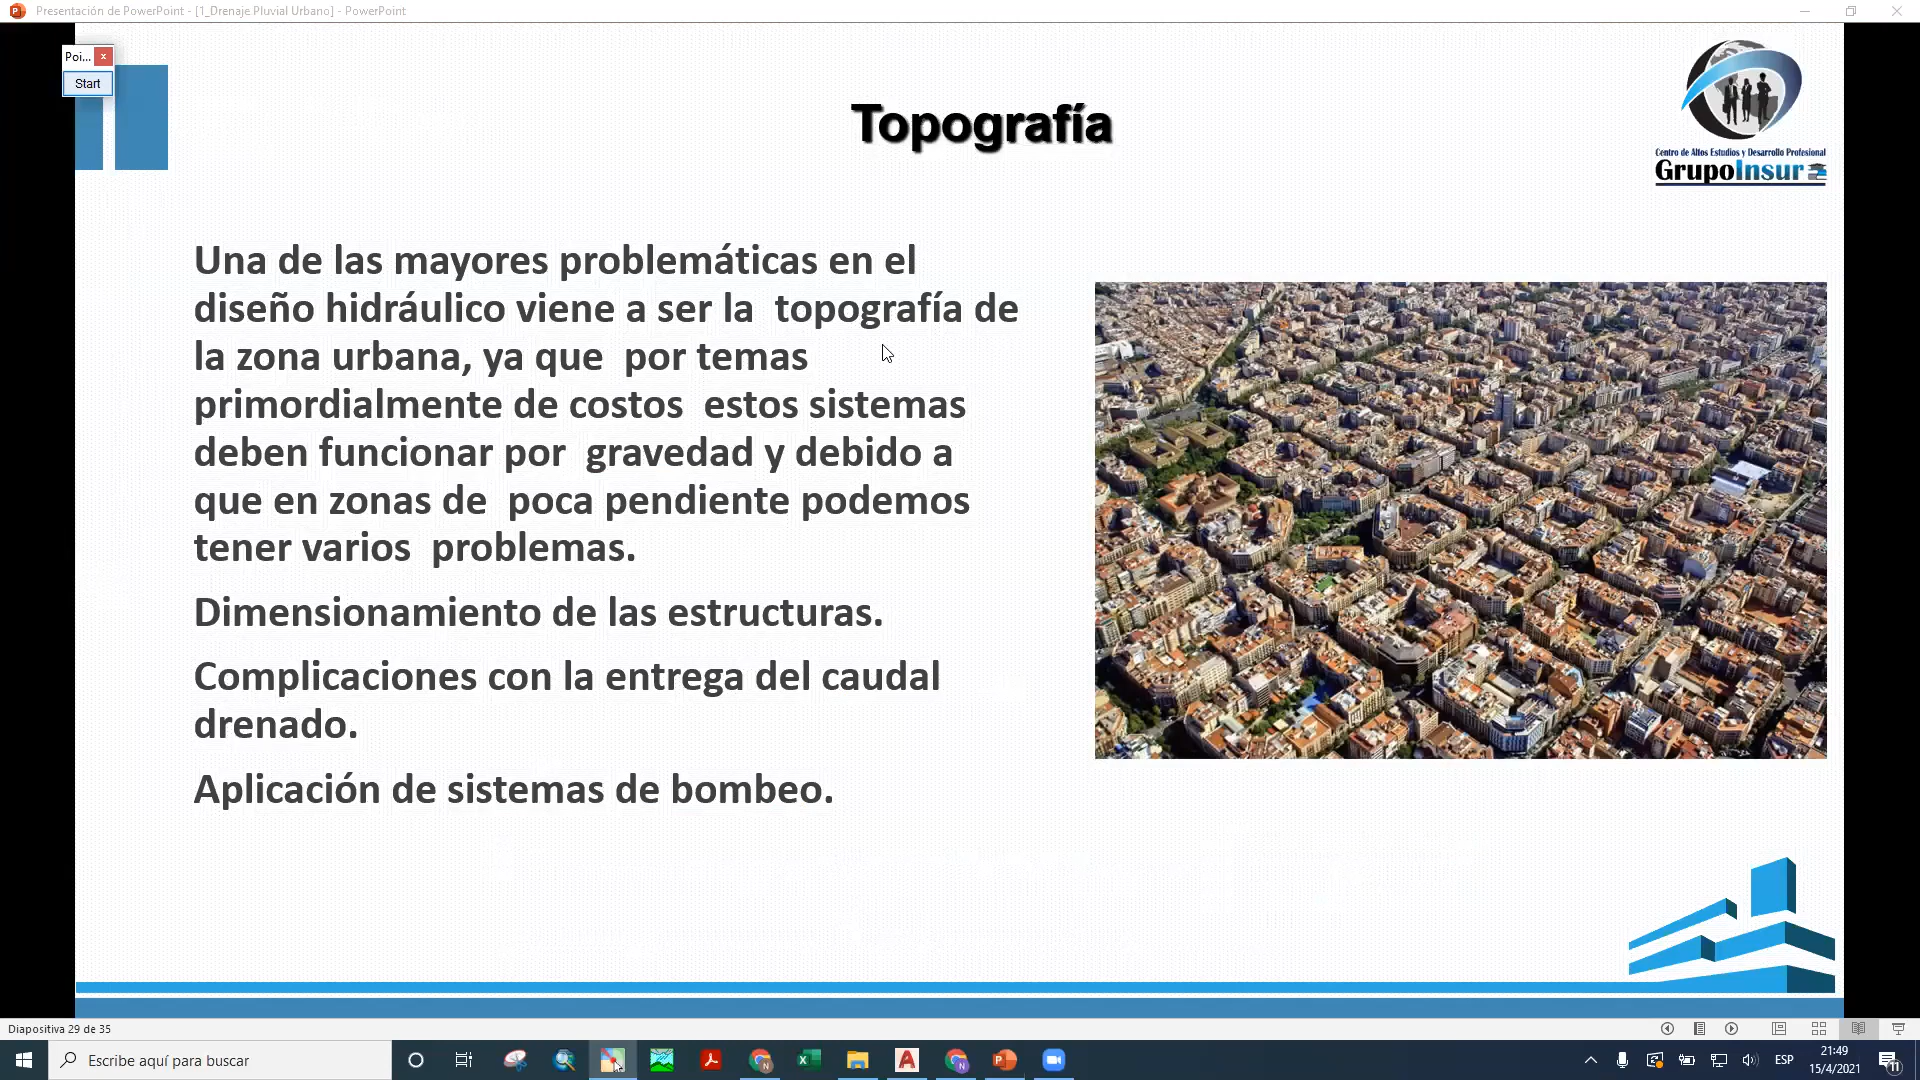 Presentación de PowerPoint - [1_Drenaje Pluvial Urbano] - PowerPoint
Poi...
Start
Topografía
Centro de Altos Estudios y Desarrollo Profesional
GrupoInsur
Una de las mayores problemáticas en el
diseño hidráulico viene a ser la topografía de
la zona urbana, ya que por temas
primordialmente de costos estos sistemas
deben funcionar por gravedad y debido a
que en zonas de poca pendiente podemos
tener varios problemas.
Dimensionamiento de las estructuras.
Complicaciones con la entrega del caudal
drenado.
Aplicación de sistemas de bombeo.
Diapositiva 29 de 35
Escribe aquí para buscar
ESP
21:49
15/4/2021
11